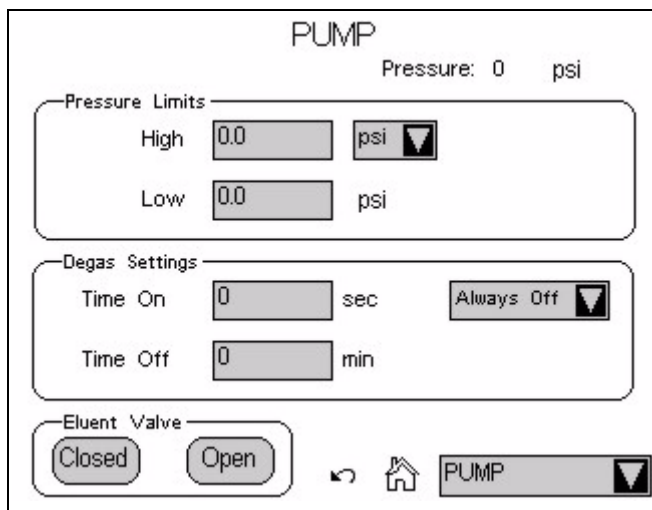 PUMP
Pressure: 0 psi
Pressure Limits
High 0.0 psi
Low 0.0 psi
Degas Settings
Time On 0 sec Always Off
Time Off 0 min
Eluent Valve
Closed Open PUMP